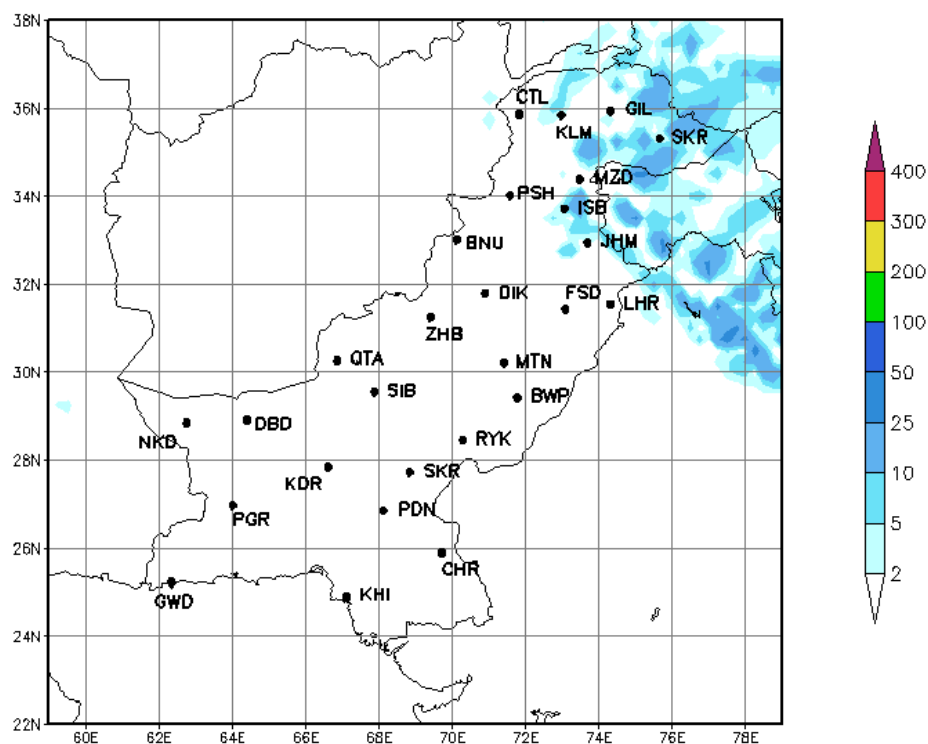 38N
36N
34N
32N
30N
28N
26N
24N
22N
60E
62E
64E
66E
68E
70E
72E
74E
76E
78E
CTL
KLM
GIL
SKR
MZD
PSH
ISB
JHM
BNU
DIK
FSD
LHR
ZHB
QTA
MTN
SIB
BWP
NKD
DBD
RYK
KDR
SKR
PGR
PDN
CHR
GWD
KHI
400
300
200
100
50
25
10
5
2